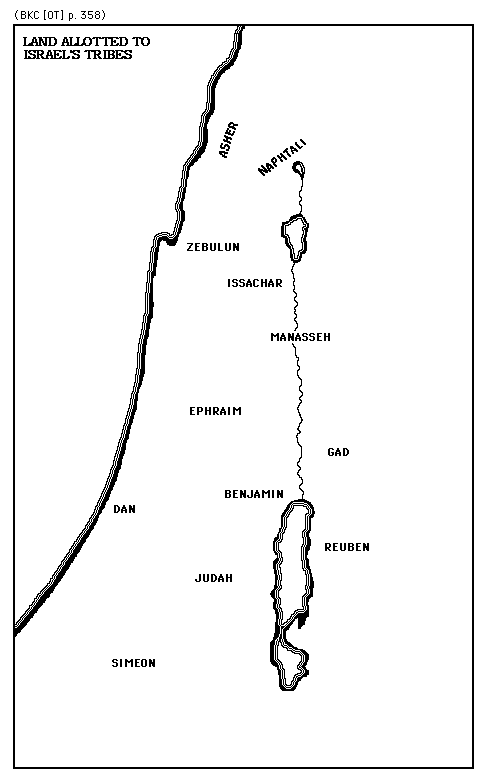 (BKC [OT] p. 358)
LAND ALLOTTED TO
ISRAEL'S TRIBES
ASHER
NAPHTALI
ZEBULUN
ISSACHAR
MANASSEH
EPHRAIM
GAD
BENJAMIN
DAN
REUBEN
JUDAH
SIMEON